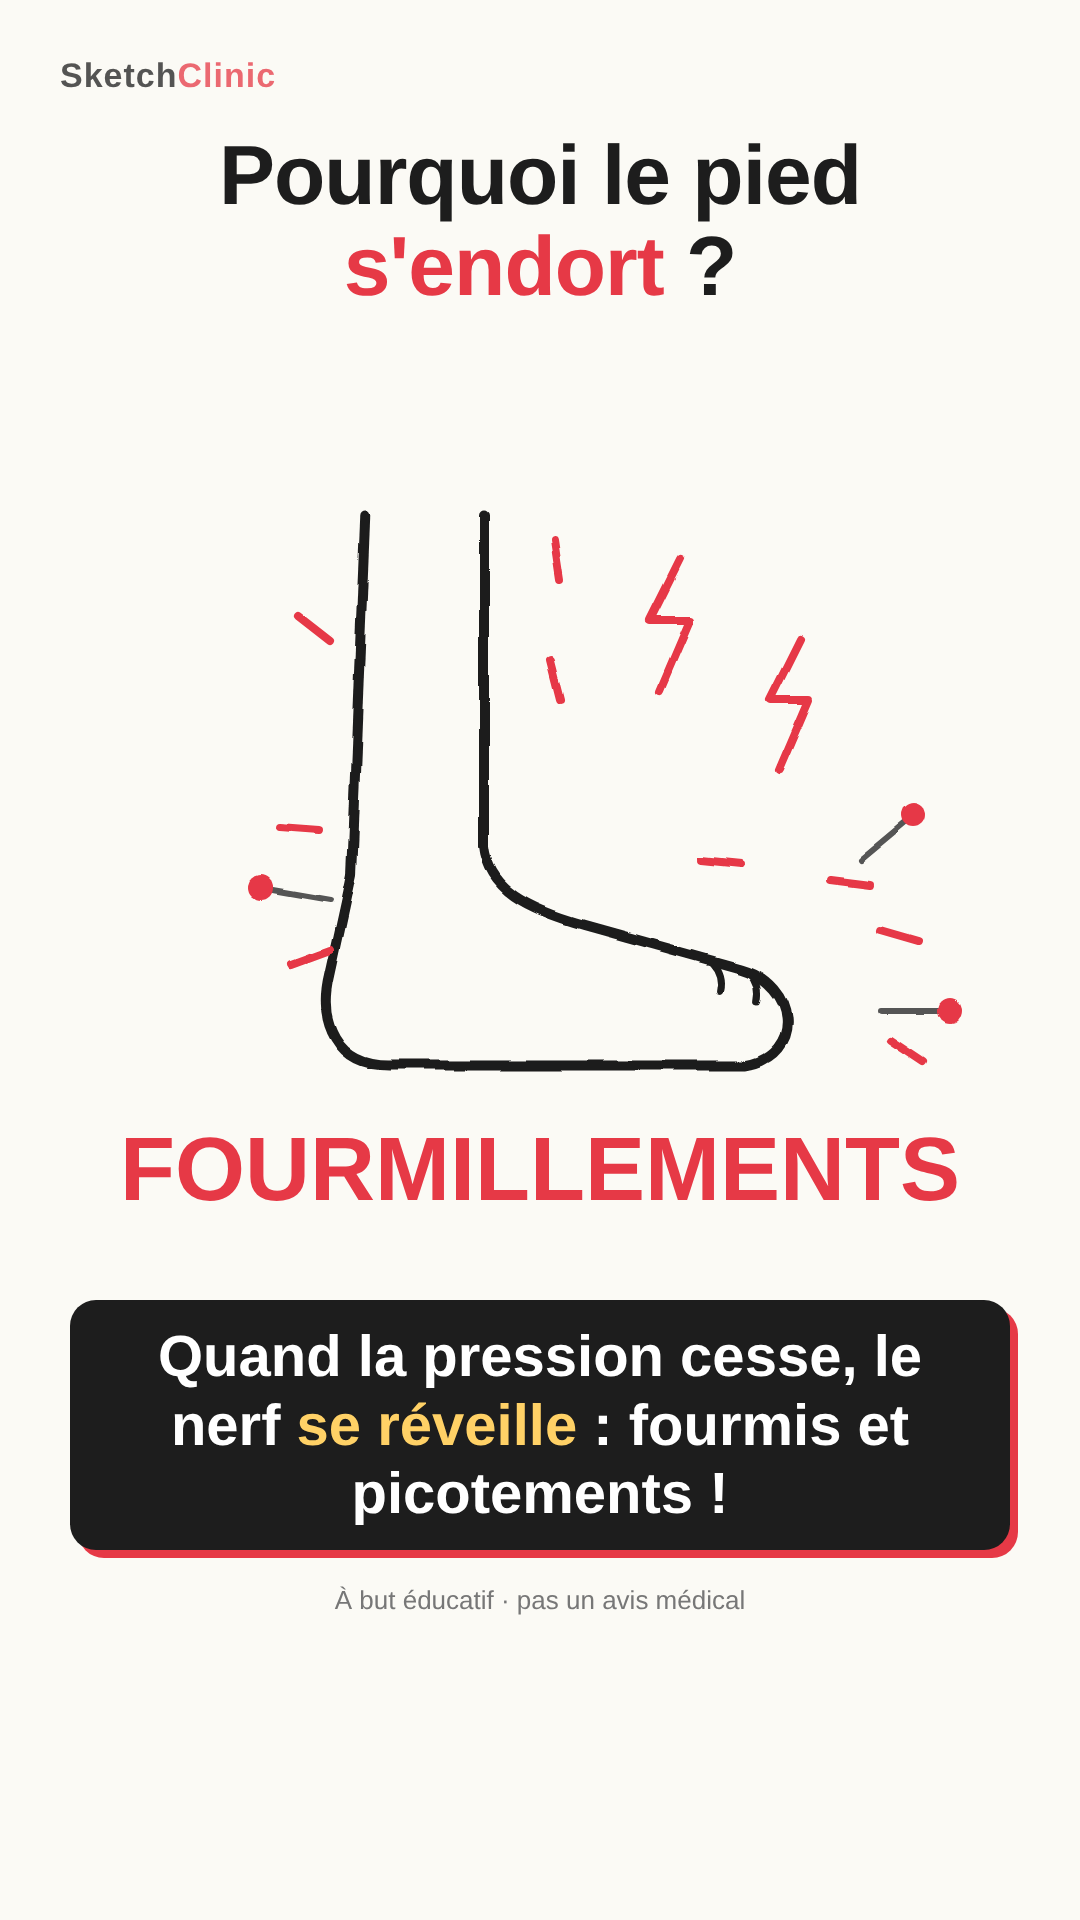 SketchClinic
Pourquoi le pied
s'endort ?
FOURMILLEMENTS
Quand la pression cesse, le
nerf se réveille : fourmis et
picotements !
À but éducatif · pas un avis médical